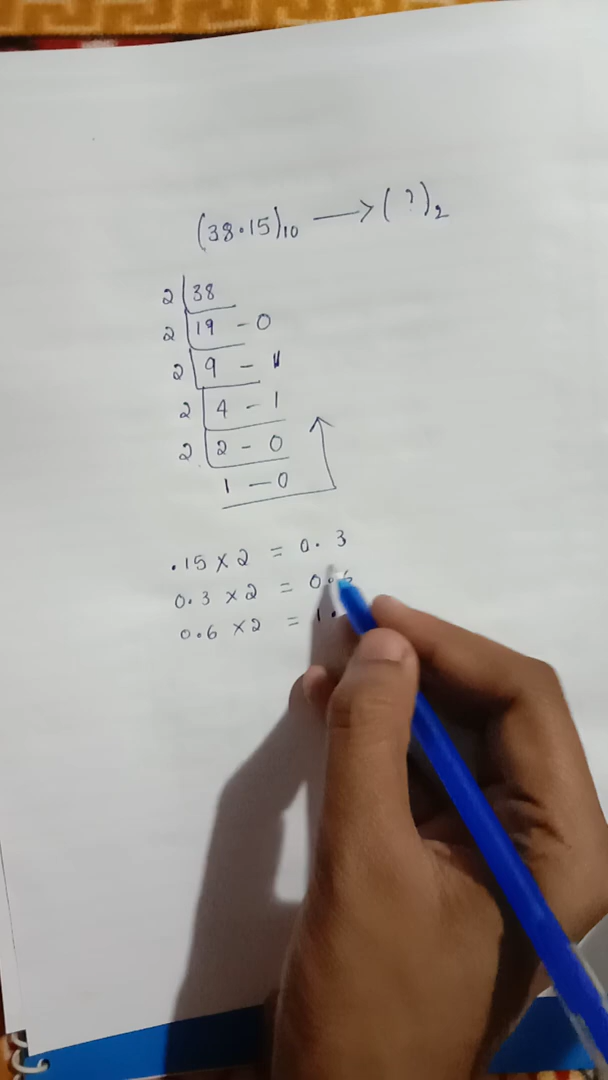 (38.15)10 → (?)2
2 | 38
2 | 19 - 0
2 | 9 - 1
2 | 4 - 1
2 | 2 - 0
1 - 0
.15 × 2 = 0.3
0.3 × 2 = 0.6
0.6 × 2 = 1.